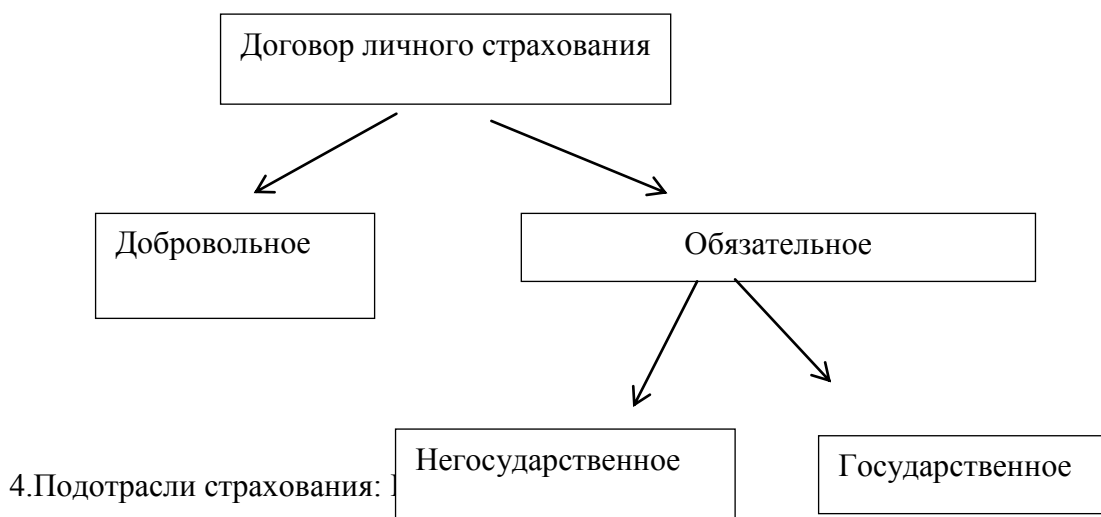 Договор личного страхования
Добровольное
Обязательное
Негосударственное
Государственное
4.Подотрасли страхования: